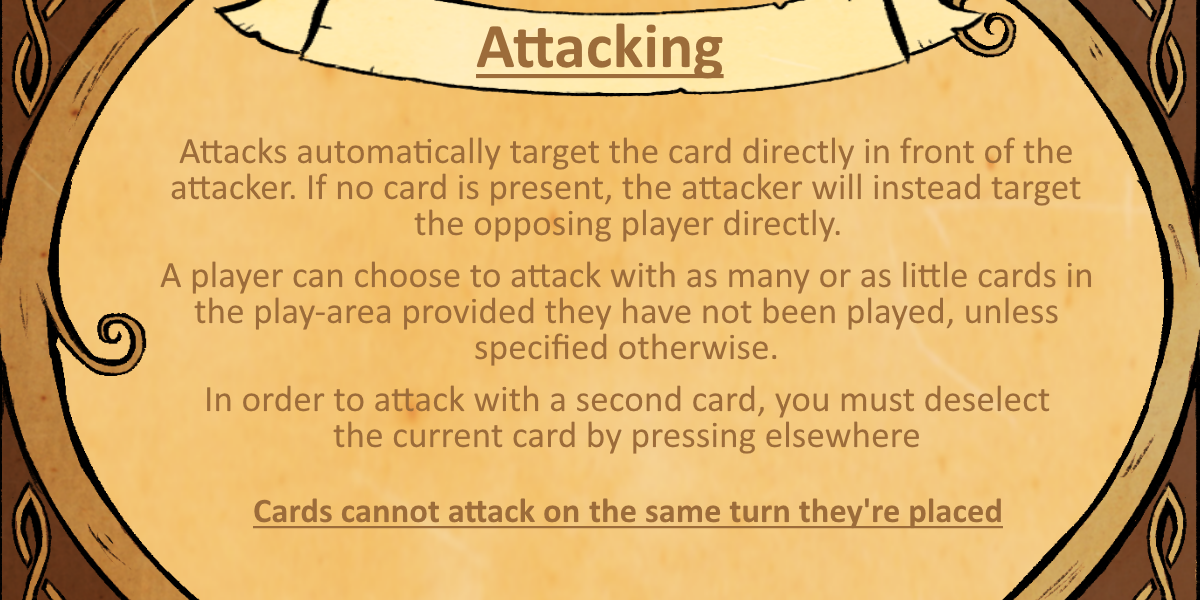 Attacking
Attacks automatically target the card directly in front of the
attacker. If no card is present, the attacker will instead target
the opposing player directly.
A player can choose to attack with as many or as little cards in
the play-area provided they have not been played, unless
specified otherwise.
In order to attack with a second card, you must deselect
the current card by pressing elsewhere
Cards cannot attack on the same turn they're placed